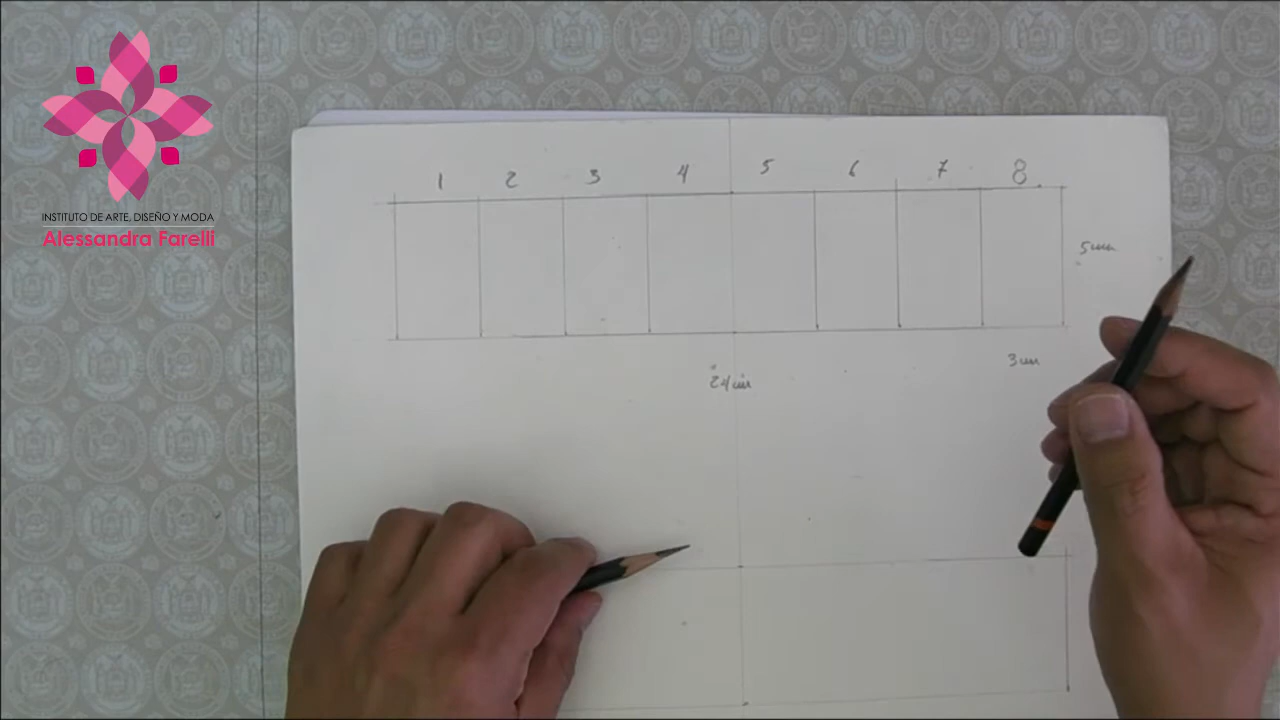 INSTITUTO DE ARTE, DISEÑO Y MODA
Alessandra Farelli
1 2 3 4 5 6 7 8
5cm
3cm
24cm